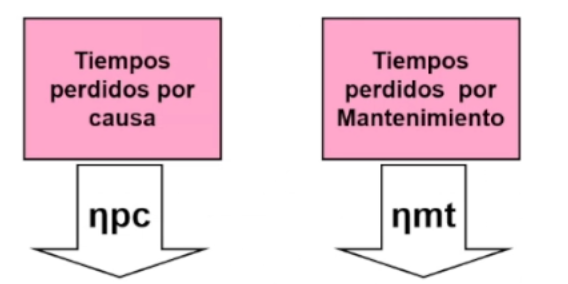 Tiempos
perdidos por
causa
Tiempos
perdidos por
Mantenimiento
ηpc
ηmt